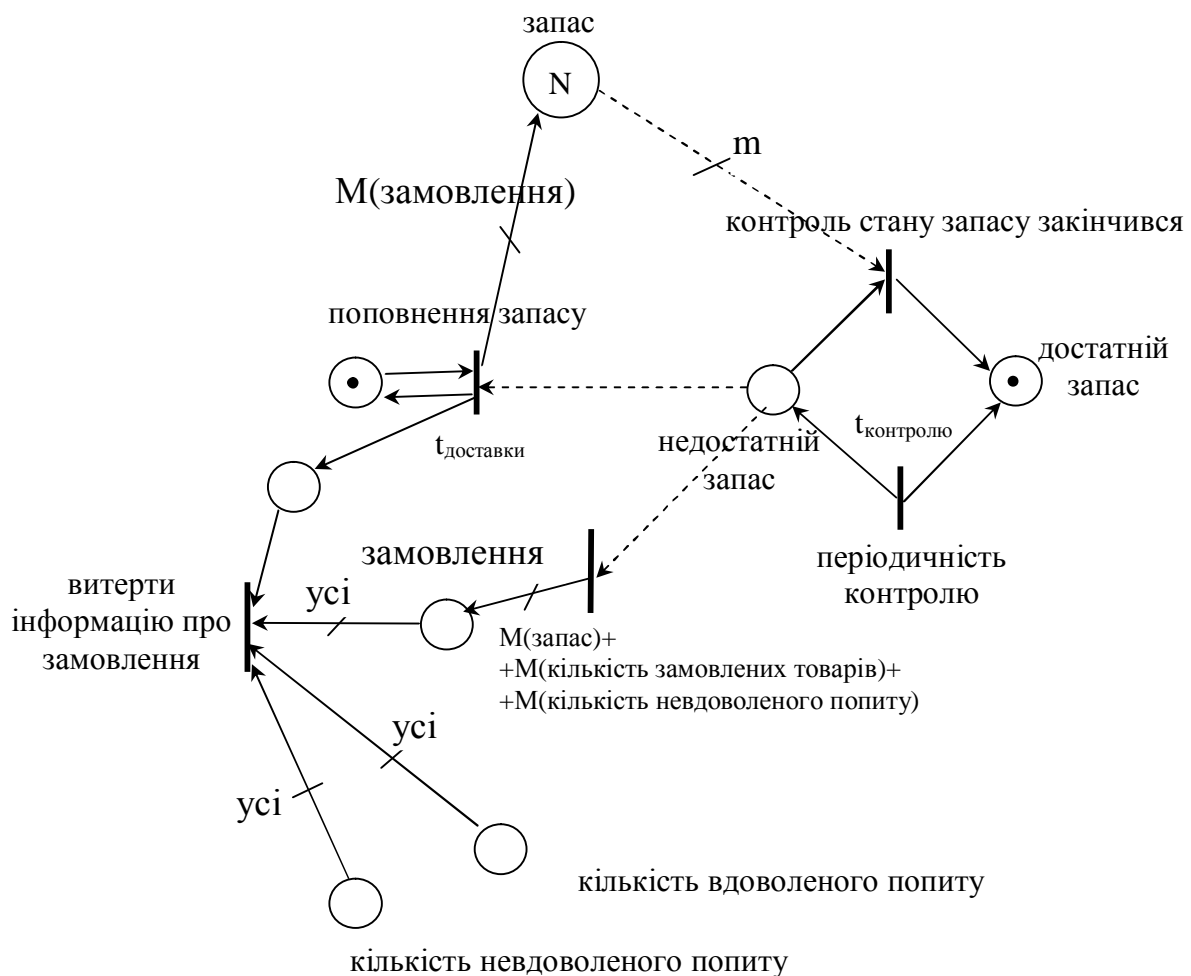 запас
N
m
М(замовлення)
контроль стану запасу закінчився
поповнення запасу
достатній
запас
tконтролю
недостатній
запас
tдоставки
замовлення
періодичність
контролю
витерти
інформацію про
замовлення
усі
М(запас)+
+М(кількість замовлених товарів)+
+М(кількість невдоволеного попиту)
усі
усі
кількість вдоволеного попиту
кількість невдоволеного попиту